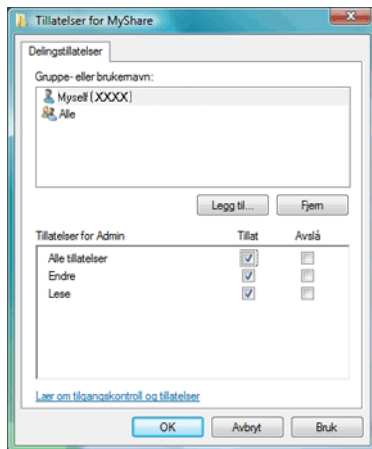 Tillatelser for MyShare
Delingstillatelser
Gruppe- eller brukernavn:
Myself [XXXX]
Alle
Legg til...
Fjern
Tillatelser for Admin Tillat Avslå
Alle tillatelser
Endre
Lese
Lær om tilgangskontroll og tillatelser
OK Avbryt Bruk